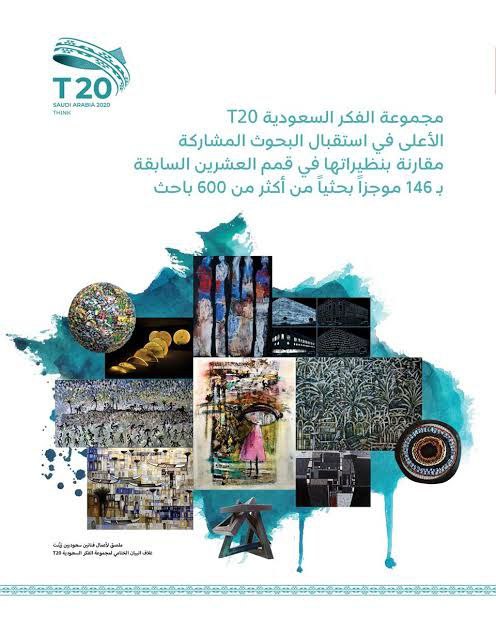 T20
SAUDI ARABIA 2020
THINK
مجموعة الفكر السعودية T20
الأعلى في استقبال البحوث المشاركة
مقارنة بنظيراتها في قمم العشرين السابقة
بـ 146 موجزاً بحثياً من أكثر من 600 باحث
ملصق لأعمال فنانين سعوديين زيّنت
غلاف البيان الختامي لمجموعة الفكر السعودية T20